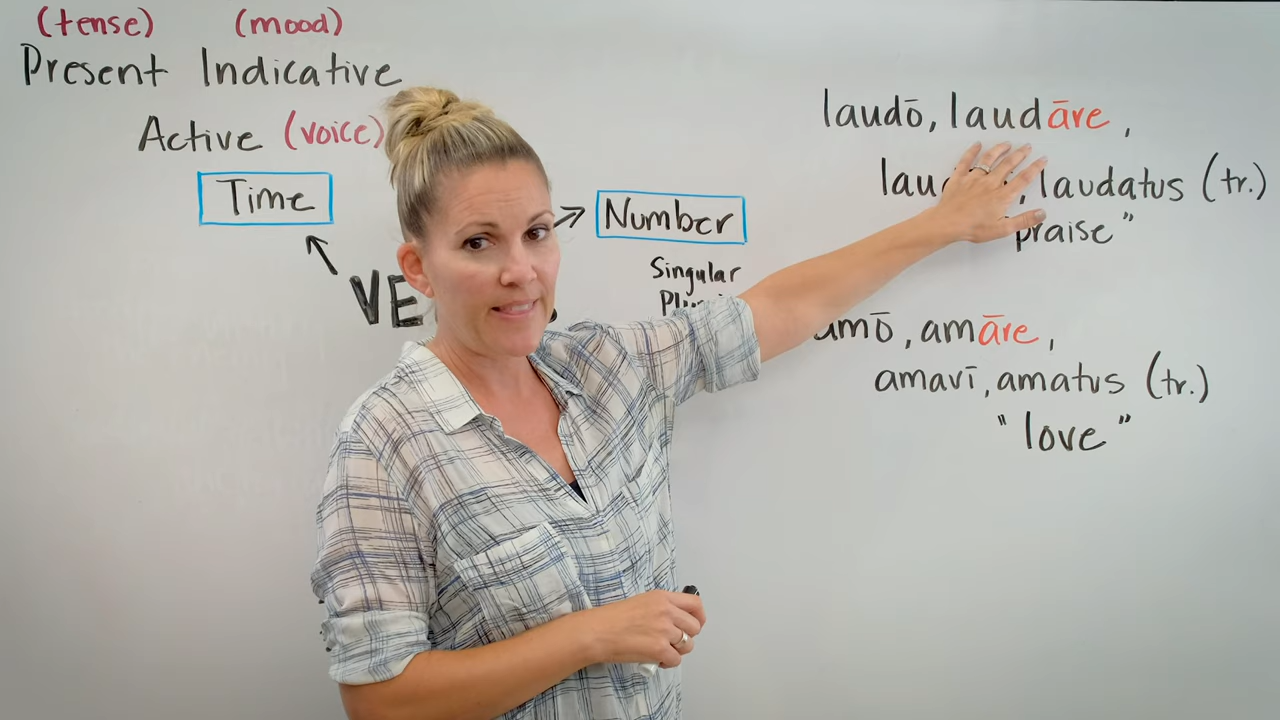 (tense) (mood)
Present Indicative
Active (voice)
Time
Number
Singular
laudō, laudāre,
laudatus (tr.)
"praise"
amō, amāre,
amavī, amatus (tr.)
"love"